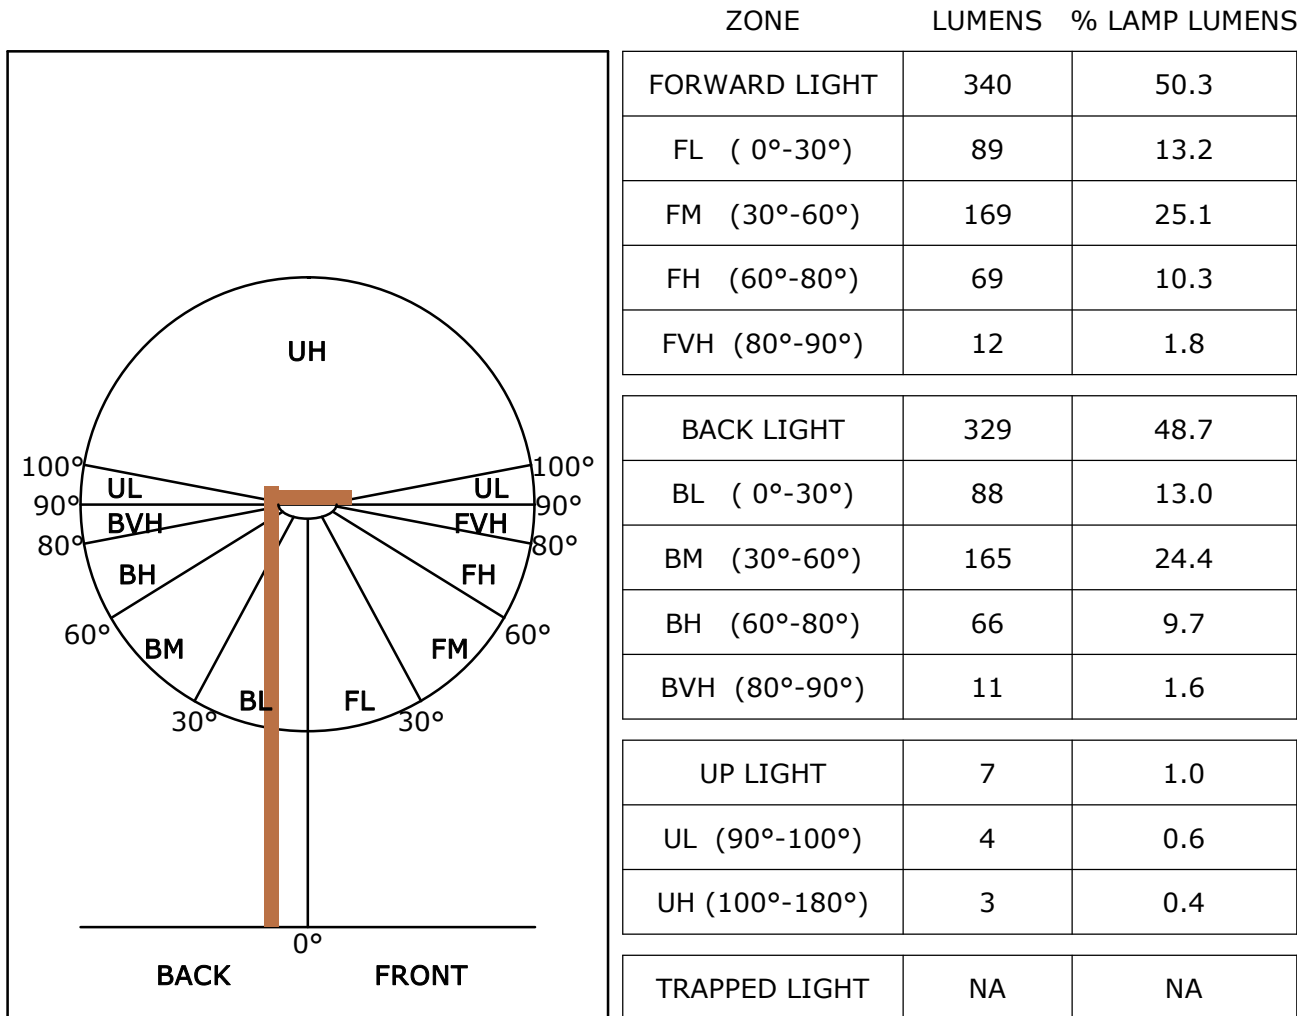 ZONE LUMENS % LAMP LUMENS
FORWARD LIGHT 340 50.3
FL ( 0°-30°) 89 13.2
FM (30°-60°) 169 25.1
FH (60°-80°) 69 10.3
FVH (80°-90°) 12 1.8
BACK LIGHT 329 48.7
BL ( 0°-30°) 88 13.0
BM (30°-60°) 165 24.4
BH (60°-80°) 66 9.7
BVH (80°-90°) 11 1.6
UP LIGHT 7 1.0
UL (90°-100°) 4 0.6
UH (100°-180°) 3 0.4
TRAPPED LIGHT NA NA
UH
100° 100°
UL UL
90° 90°
BVH FVH
80° 80°
BH FH
60° 60°
BM FM
BL FL
30° 30°
0°
BACK FRONT